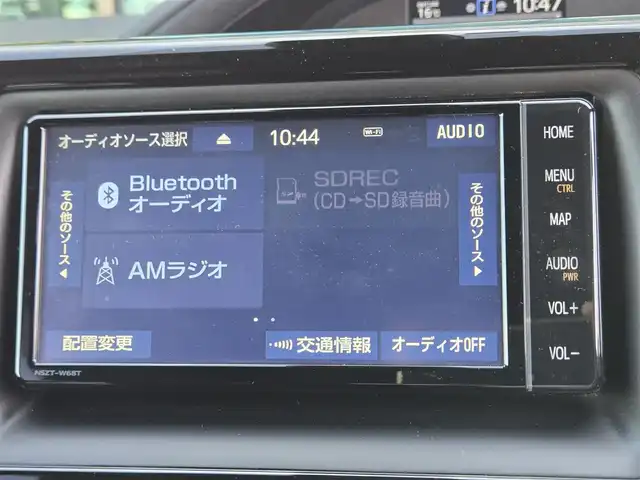 16℃
10:47
オーディオソース選択
10:44
Wi-Fi
AUDIO
その他のソース
Bluetooth
オーディオ
SDREC
(CD→SD録音曲)
その他のソース
AMラジオ
配置変更
交通情報
オーディオOFF
HOME
MENU
CTRL
MAP
AUDIO
PWR
VOL+
VOL−
NSZT-W68T